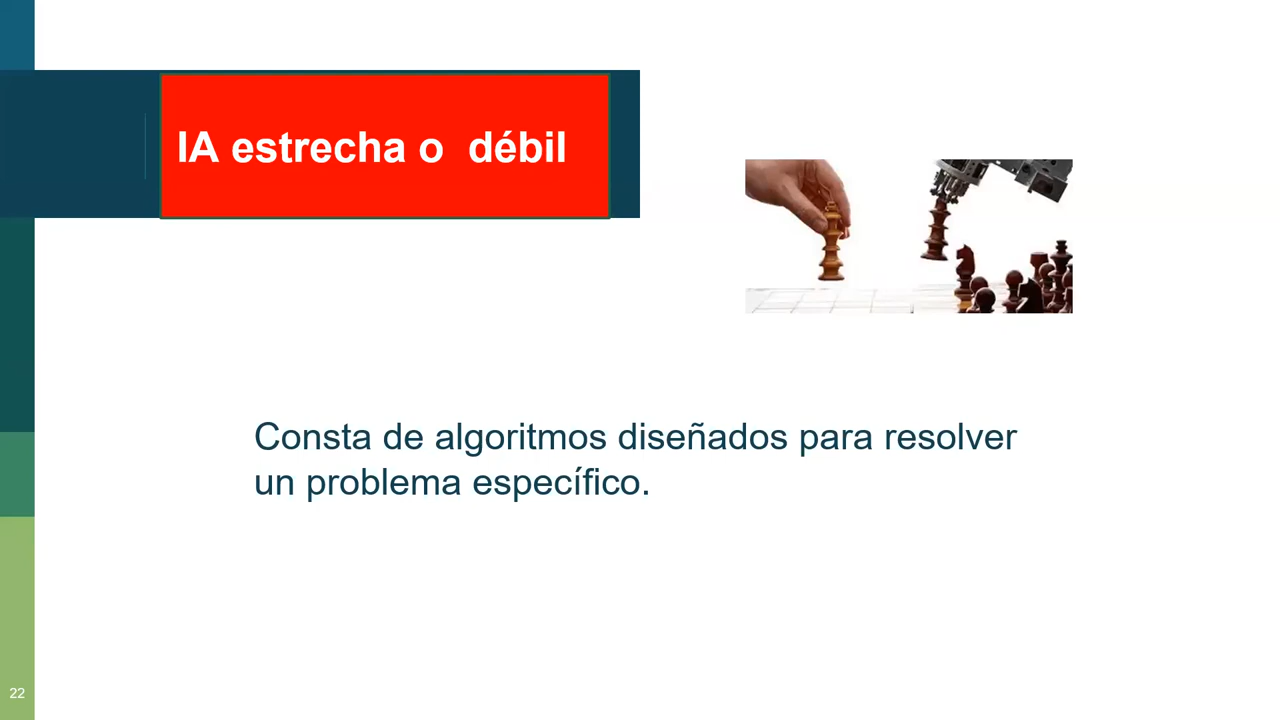 IA estrecha o  débil
Consta de algoritmos diseñados para resolver
un problema específico.
22